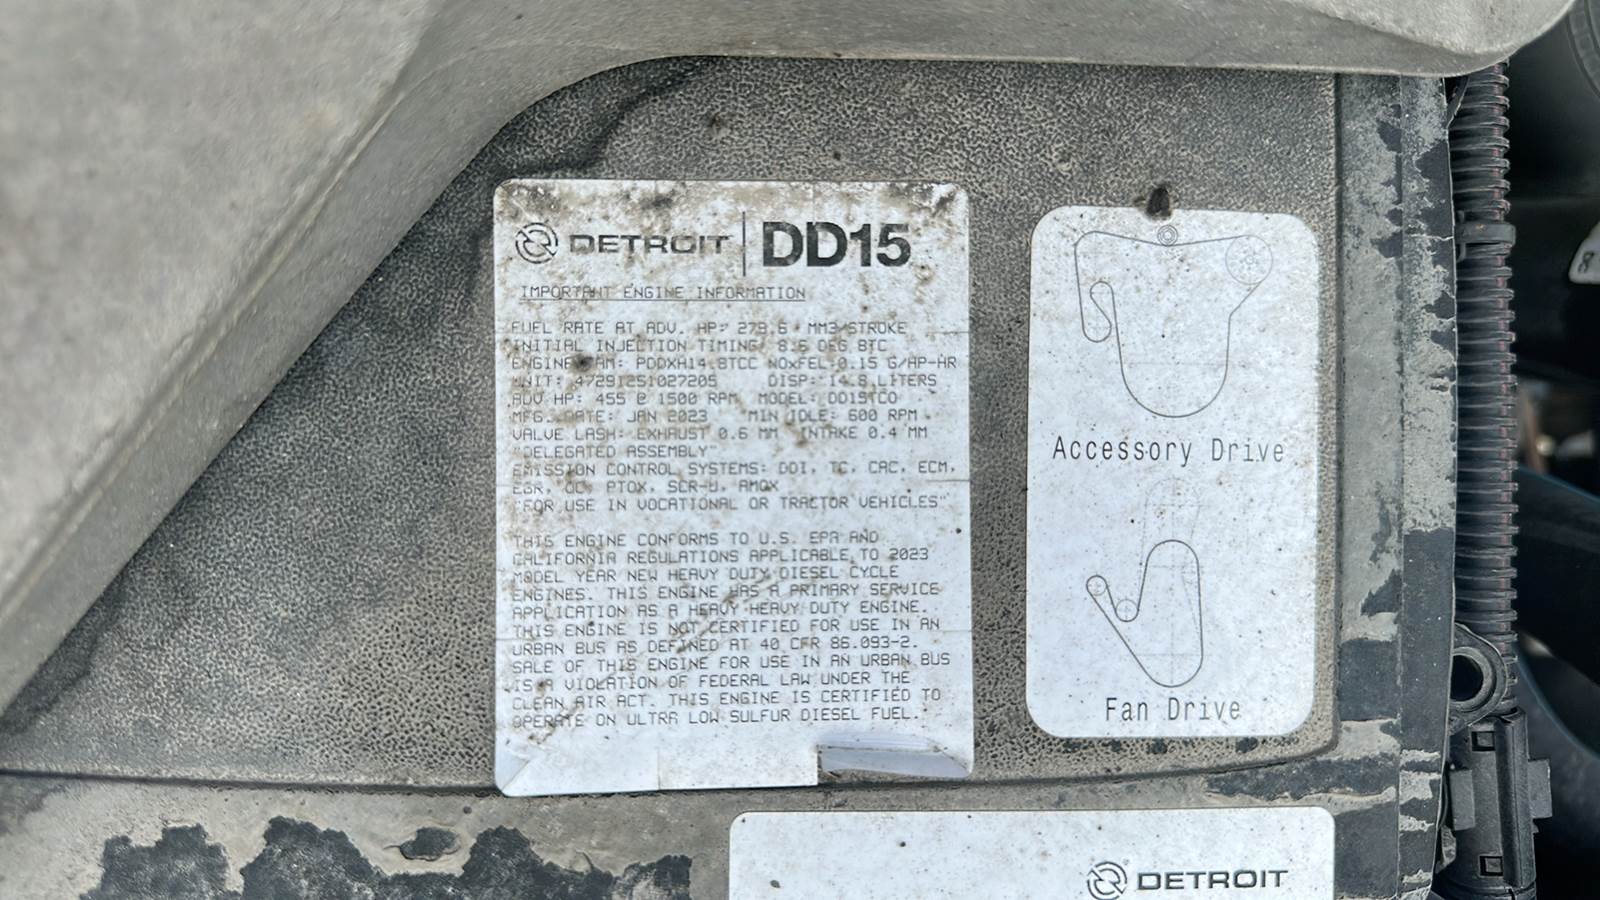 DETROIT DD15
IMPORTANT ENGINE INFORMATION
FUEL RATE AT ADV. HP: 279.6 MM3/STROKE
INITIAL INJECTION TIMING: 8.6 DEG BTC
ENGINE FAM: PDDXH14.8TCC NOxFEL 0.15 G/HP-HR
UNIT: DISP: 14.8 LITERS
ADV HP: 455 @ 1500 RPM MODEL: DD15TCO
MFG. DATE: JAN 2023 MIN IDLE: 600 RPM
VALVE LASH: EXHAUST 0.6 MM INTAKE 0.4 MM
"DELEGATED ASSEMBLY"
EMISSION CONTROL SYSTEMS: DDI, TC, CAC, ECM,
EGR, OC, PTOX, SCR-U, AMOX
"FOR USE IN VOCATIONAL OR TRACTOR VEHICLES"
THIS ENGINE CONFORMS TO U.S. EPA AND
CALIFORNIA REGULATIONS APPLICABLE TO 2023
MODEL YEAR NEW HEAVY DUTY DIESEL CYCLE
ENGINES. THIS ENGINE HAS A PRIMARY SERVICE
APPLICATION AS A HEAVY HEAVY DUTY ENGINE.
THIS ENGINE IS NOT CERTIFIED FOR USE IN AN
URBAN BUS AS DEFINED AT 40 CFR 86.093-2.
SALE OF THIS ENGINE FOR USE IN AN URBAN BUS
IS A VIOLATION OF FEDERAL LAW UNDER THE
CLEAN AIR ACT. THIS ENGINE IS CERTIFIED TO
OPERATE ON ULTRA LOW SULFUR DIESEL FUEL.
Accessory Drive
Fan Drive
DETROIT